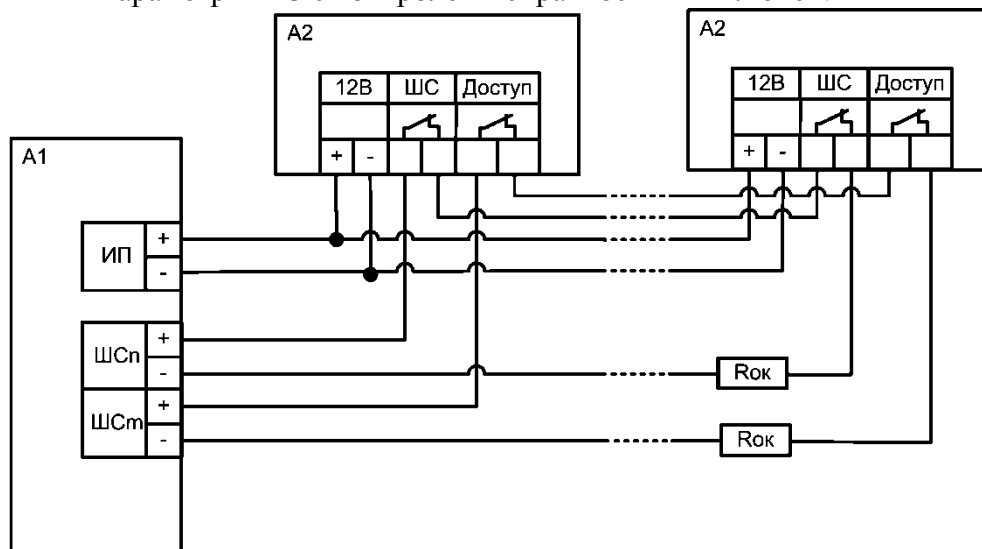 A2
12В ШС Доступ
+ -
A2
12В ШС Доступ
+ -
A1
ИП
+
-
ШСn
+
-
ШСm
+
-
Rок
Rок